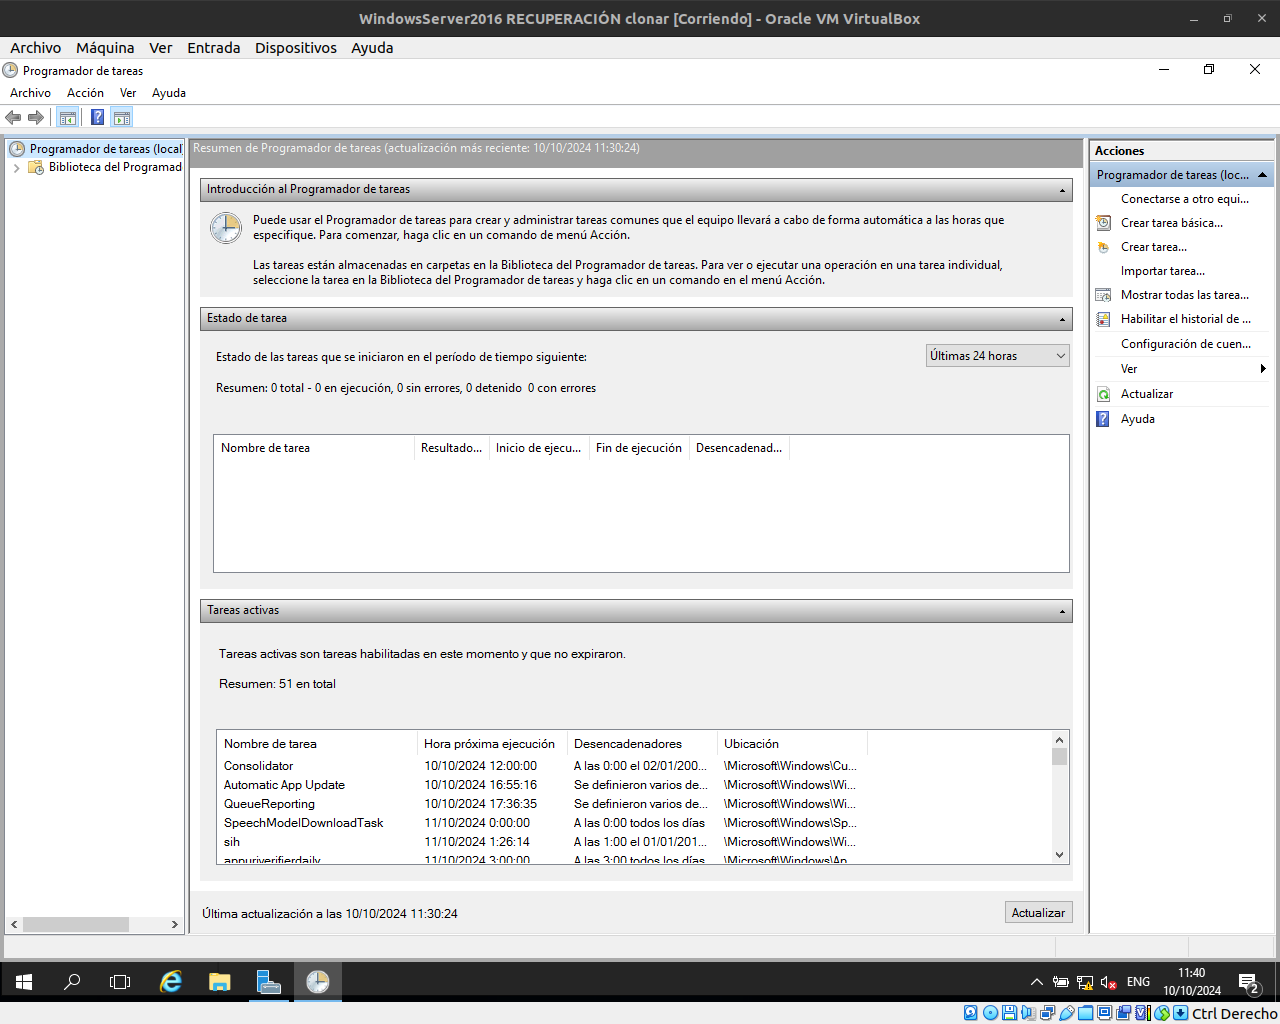 WindowsServer2016 RECUPERACIÓN clonar [Corriendo] - Oracle VM VirtualBox
Archivo Máquina Ver Entrada Dispositivos Ayuda
Programador de tareas
Archivo Acción Ver Ayuda
Programador de tareas (local)
Biblioteca del Programad
Resumen de Programador de tareas (actualización más reciente: 10/10/2024 11:30:24)
Introducción al Programador de tareas
Puede usar el Programador de tareas para crear y administrar tareas comunes que el equipo llevará a cabo de forma automática a las horas que
especifique. Para comenzar, haga clic en un comando de menú Acción.
Las tareas están almacenadas en carpetas en la Biblioteca del Programador de tareas. Para ver o ejecutar una operación en una tarea individual,
seleccione la tarea en la Biblioteca del Programador de tareas y haga clic en un comando en el menú Acción.
Estado de tarea
Estado de las tareas que se iniciaron en el período de tiempo siguiente:
Últimas 24 horas
Resumen: 0 total - 0 en ejecución, 0 sin errores, 0 detenido 0 con errores
Nombre de tarea Resultado... Inicio de ejecu... Fin de ejecución Desencadenad...
Tareas activas
Tareas activas son tareas habilitadas en este momento y que no expiraron.
Resumen: 51 en total
Nombre de tarea Hora próxima ejecución Desencadenadores Ubicación
Consolidator 10/10/2024 12:00:00 A las 0:00 el 02/01/200... \Microsoft\Windows\Cu...
Automatic App Update 10/10/2024 16:55:16 Se definieron varios de... \Microsoft\Windows\Wi...
QueueReporting 10/10/2024 17:36:35 Se definieron varios de... \Microsoft\Windows\Wi...
SpeechModelDownloadTask 11/10/2024 0:00:00 A las 0:00 todos los días \Microsoft\Windows\Sp...
sih 11/10/2024 1:26:14 A las 1:00 el 01/01/201... \Microsoft\Windows\Wi...
appuriverifierdaily 11/10/2024 3:00:00 A las 3:00 todos los días \Microsoft\Windows\Ap...
Última actualización a las 10/10/2024 11:30:24
Actualizar
Acciones
Programador de tareas (loc...
Conectarse a otro equi...
Crear tarea básica...
Crear tarea...
Importar tarea...
Mostrar todas las tarea...
Habilitar el historial de ...
Configuración de cuen...
Ver
Actualizar
Ayuda
ENG
11:40
10/10/2024
2
Ctrl Derecho